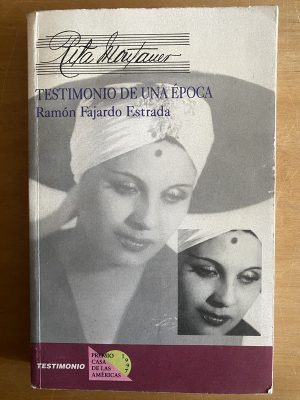 Rita Montaner
TESTIMONIO DE UNA ÉPOCA
Ramón Fajardo Estrada
TESTIMONIO
PREMIO
CASA
DE LAS
AMÉRICAS